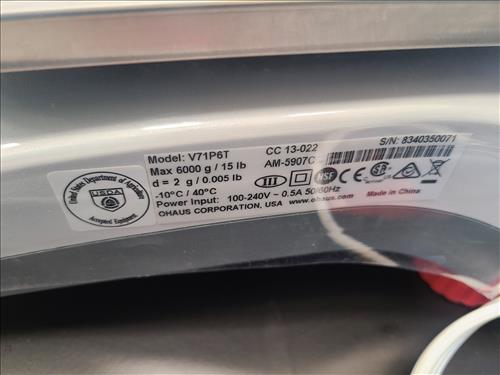 Model: V71P6T CC 13-022 S/N: 8340350071
Max 6000 g / 15 lb AM-5907C
d = 2 g / 0.005 lb
-10°C / 40°C
Power Input: 100-240V ~ 0.5A 50/60Hz Made in China
OHAUS CORPORATION, USA www.ohaus.com
United States Department of Agriculture
USDA
Accepted Equipment
III
NSF